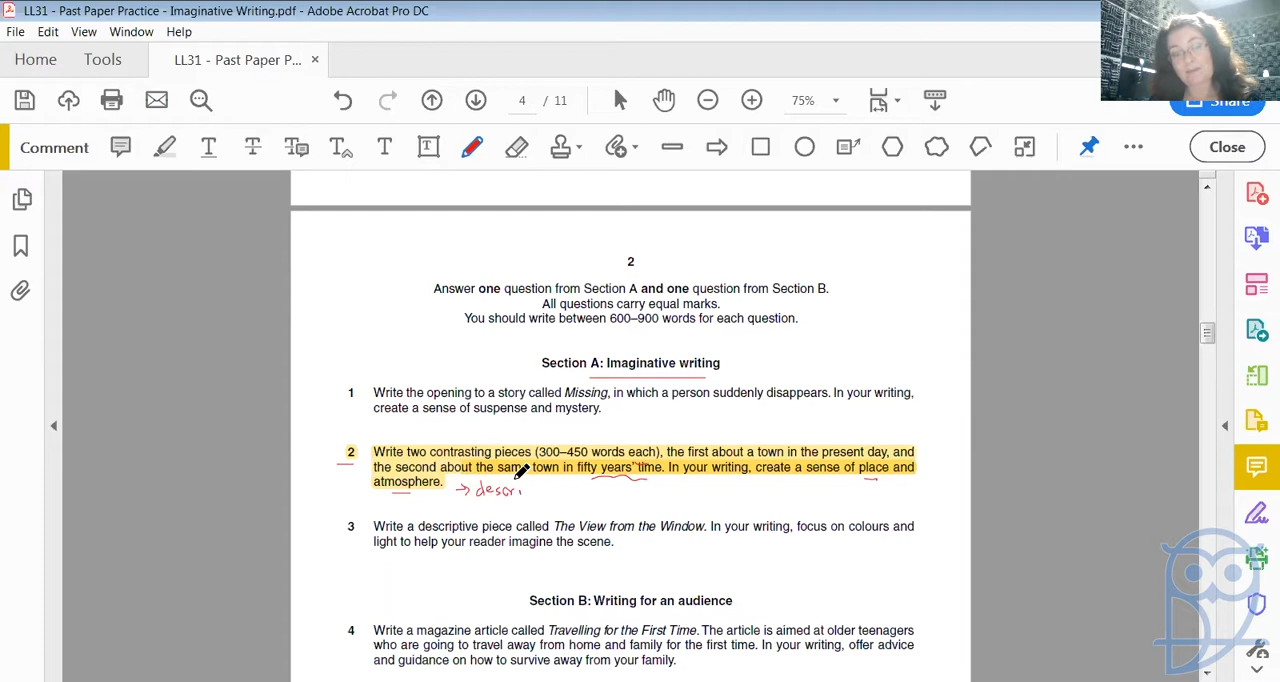 LL31 - Past Paper Practice - Imaginative Writing.pdf - Adobe Acrobat Pro DC
File Edit View Window Help
Home Tools LL31 - Past Paper P... ×
4 / 11 75%
Share
Comment Close
2
Answer one question from Section A and one question from Section B.
All questions carry equal marks.
You should write between 600–900 words for each question.
Section A: Imaginative writing
1 Write the opening to a story called Missing, in which a person suddenly disappears. In your writing,
create a sense of suspense and mystery.
2 Write two contrasting pieces (300–450 words each), the first about a town in the present day, and
the second about the same town in fifty years' time. In your writing, create a sense of place and
atmosphere. → descri
3 Write a descriptive piece called The View from the Window. In your writing, focus on colours and
light to help your reader imagine the scene.
Section B: Writing for an audience
4 Write a magazine article called Travelling for the First Time. The article is aimed at older teenagers
who are going to travel away from home and family for the first time. In your writing, offer advice
and guidance on how to survive away from your family.